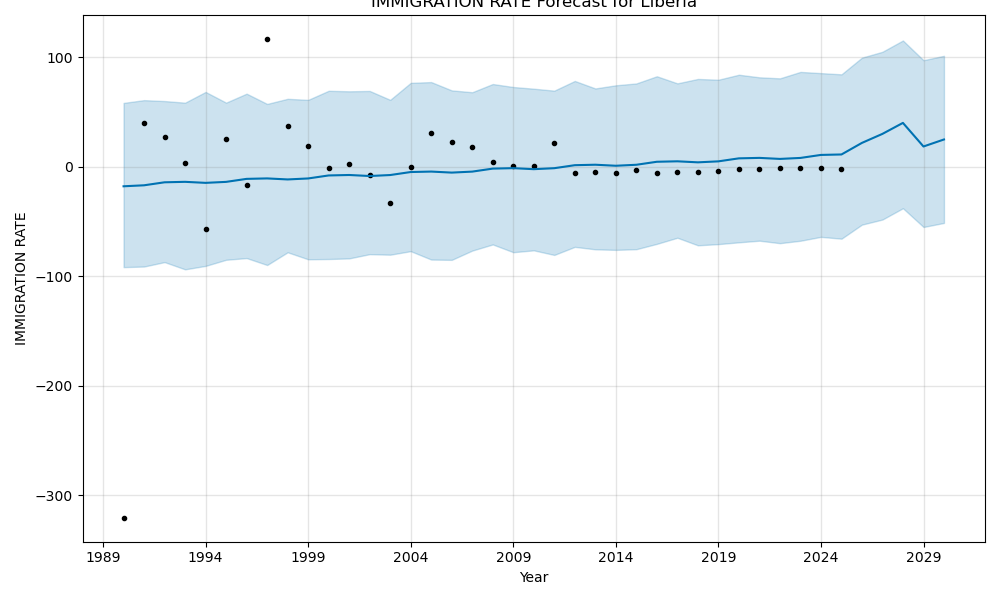 IMMIGRATION RATE Forecast for Liberia
IMMIGRATION RATE
100
0
−100
−200
−300
1989 1994 1999 2004 2009 2014 2019 2024 2029
Year